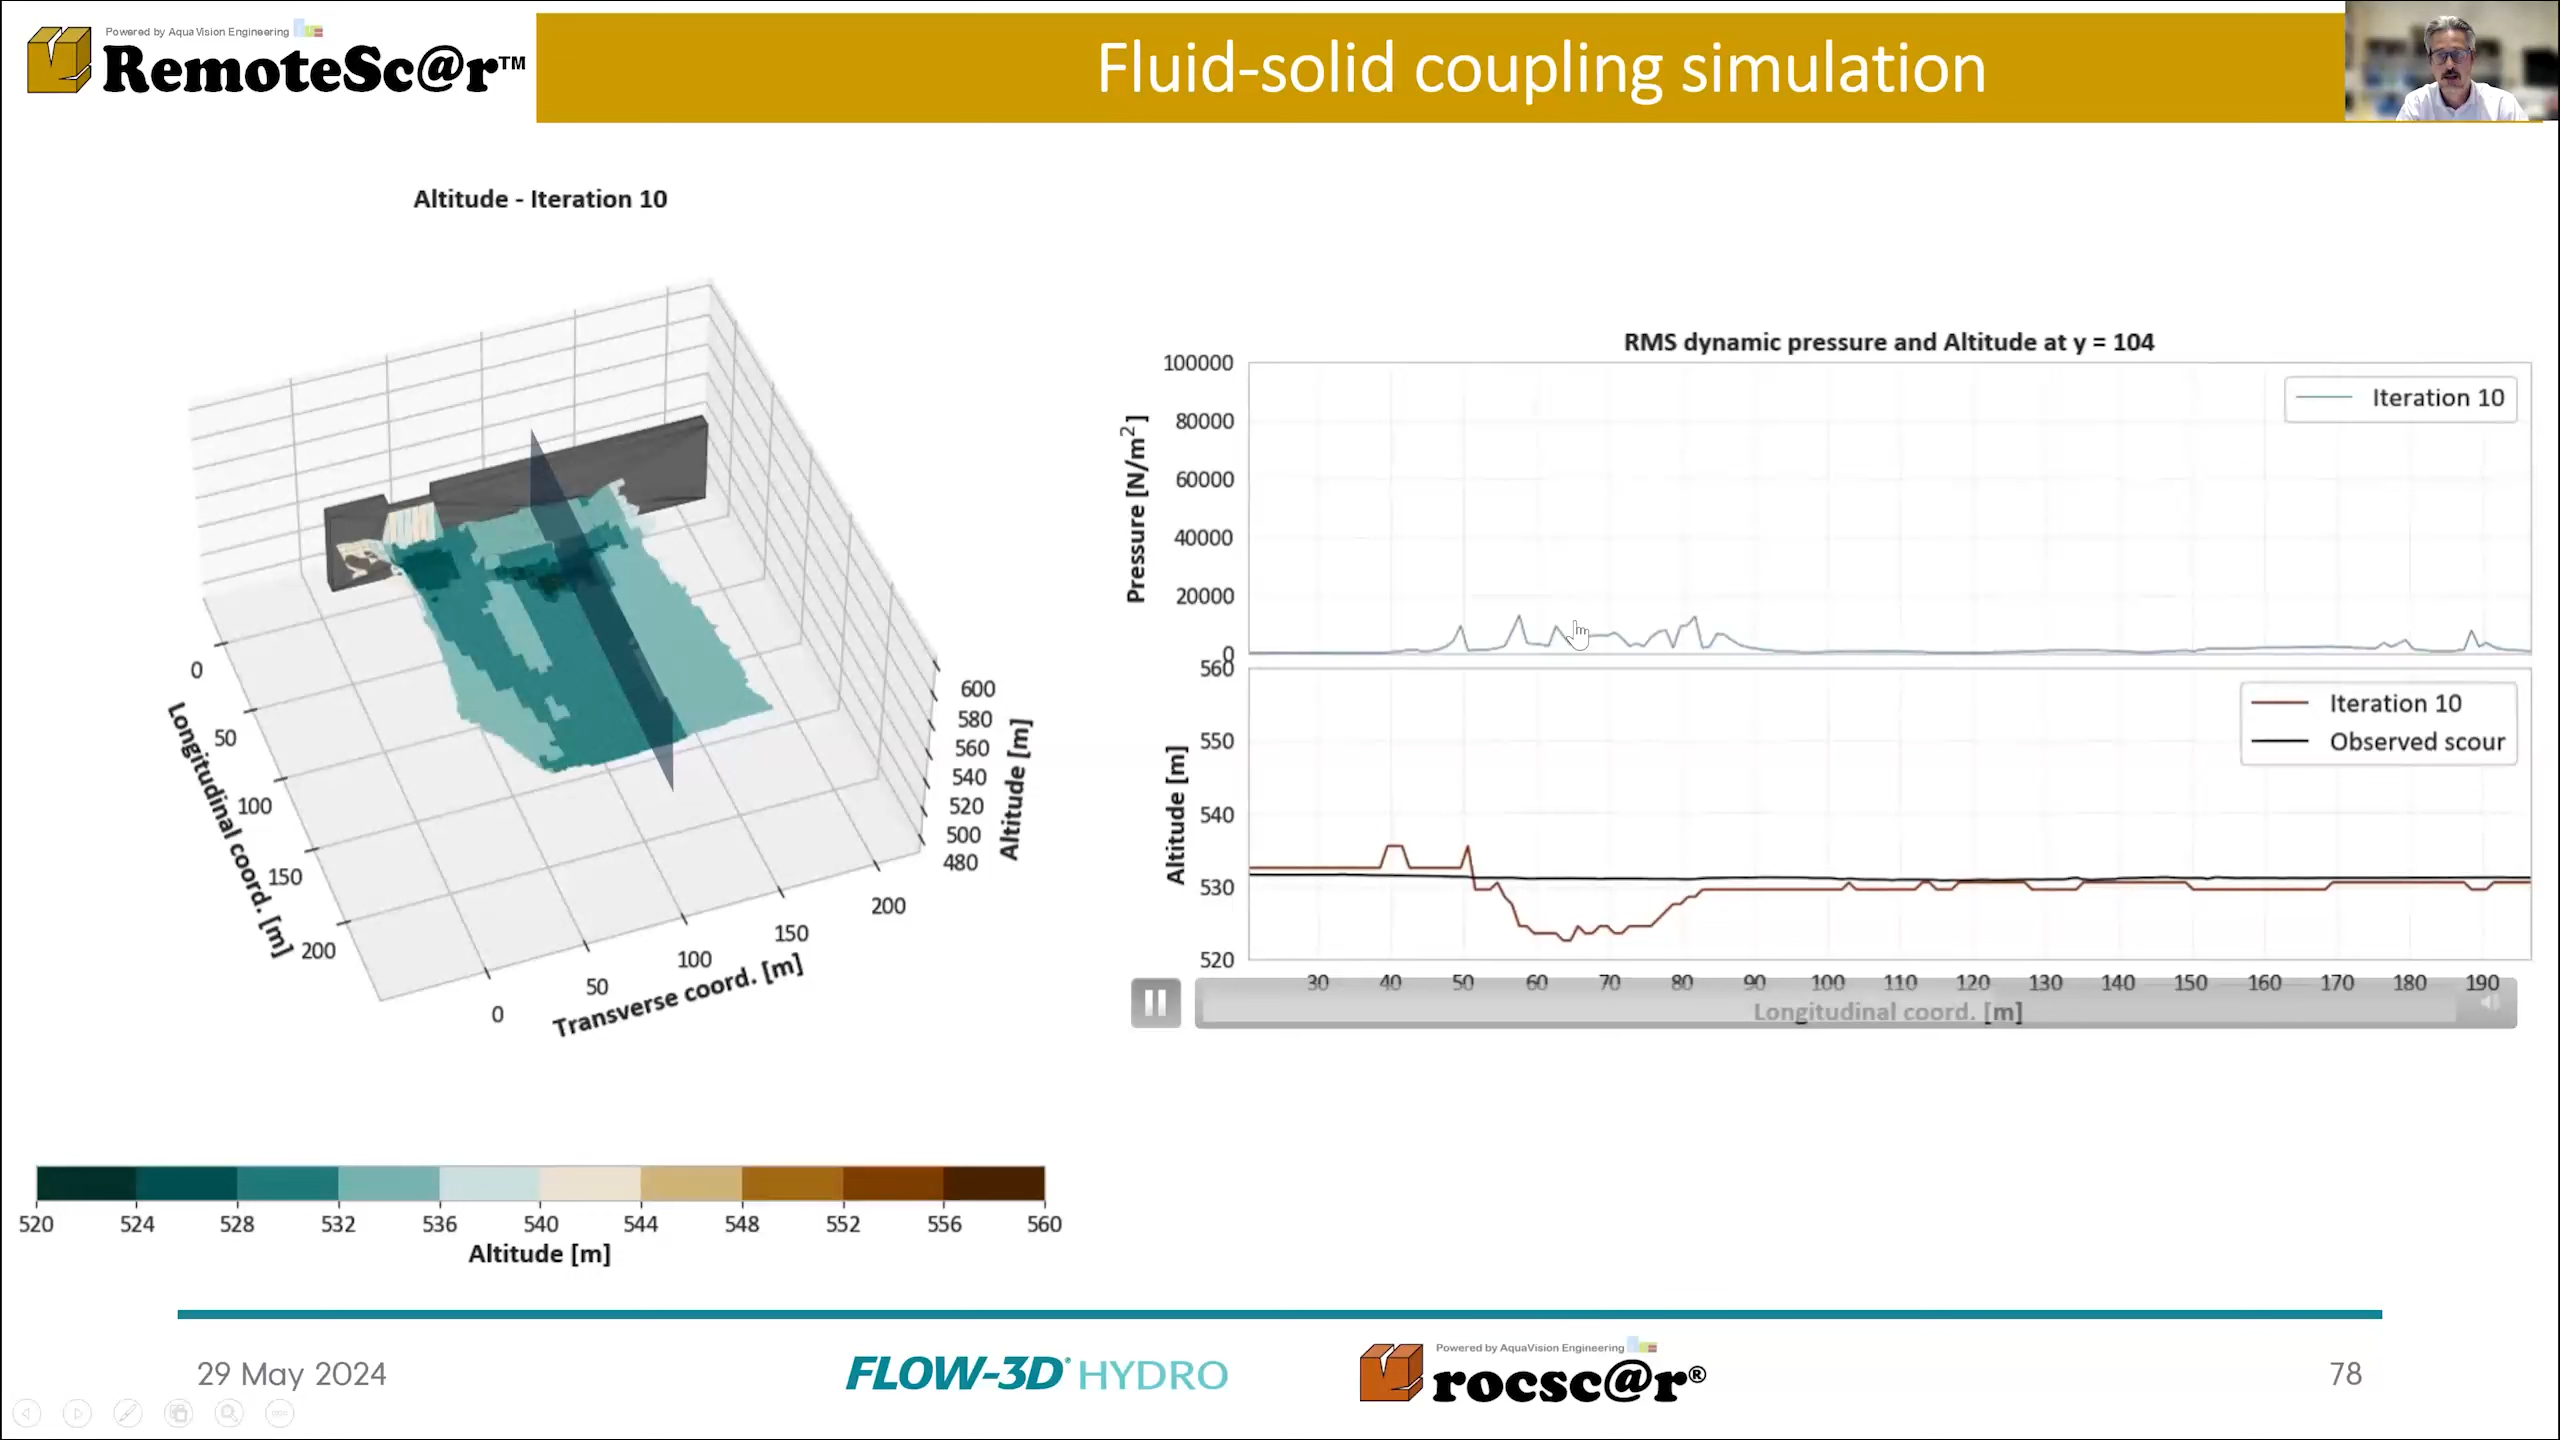 Powered by AquaVision Engineering
RemoteSc@r™
Fluid-solid coupling simulation
Altitude - Iteration 10
0
50
100
150
200
Longitudinal coord. [m]
0
50
100
150
200
Transverse coord. [m]
600
580
560
540
520
500
480
Altitude [m]
520 524 528 532 536 540 544 548 552 556 560
Altitude [m]
RMS dynamic pressure and Altitude at y = 104
100000
80000
60000
40000
20000
0
Pressure [N/m²]
Iteration 10
560
550
540
530
520
Altitude [m]
Iteration 10
Observed scour
30 40 50 60 70 80 90 100 110 120 130 140 150 160 170 180 190
Longitudinal coord. [m]
29 May 2024
FLOW-3D® HYDRO
Powered by AquaVision Engineering
rocsc@r®
78